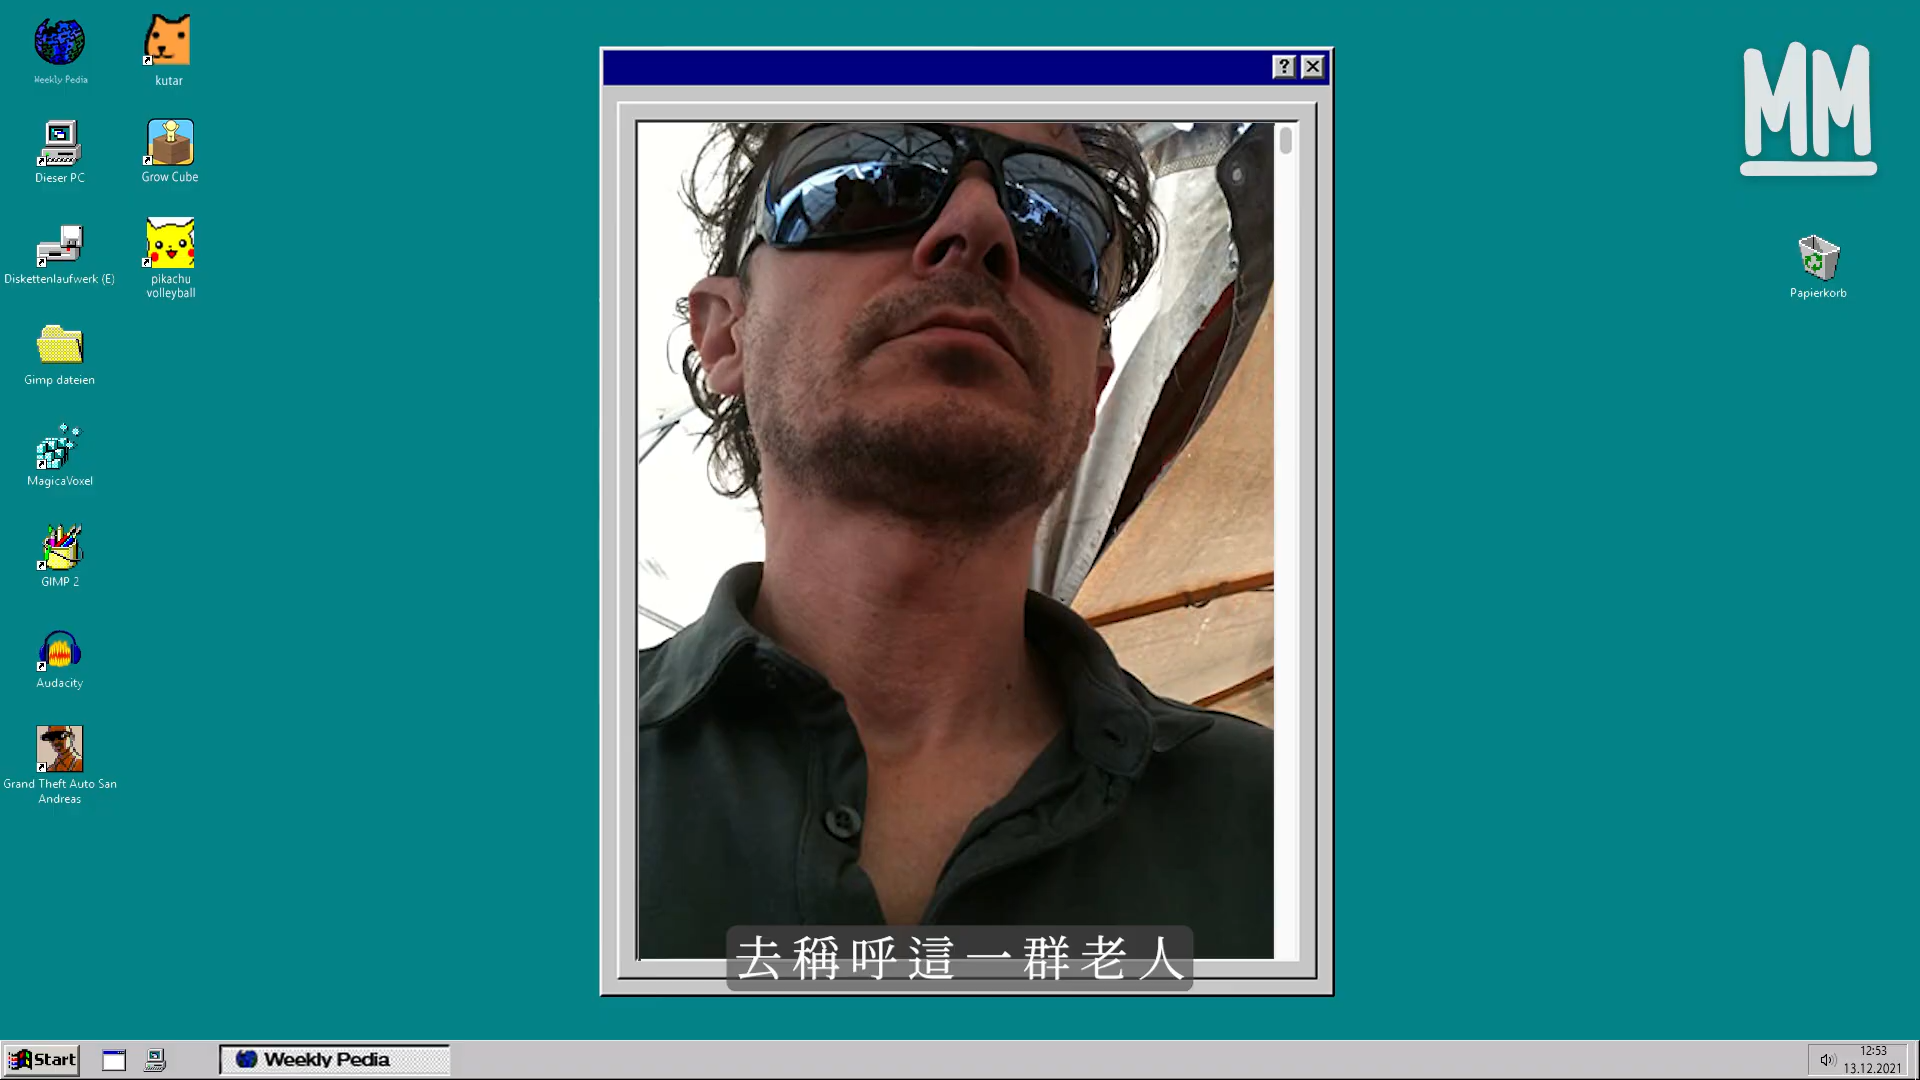 Weekly Pedia
kutar
MM
Dieser PC
Grow Cube
Diskettenlaufwerk (E)
pikachu
volleyball
Papierkorb
Gimp dateien
MagicaVoxel
GIMP 2
Audacity
Grand Theft Auto San
Andreas
去稱呼這一群老人
Start
Weekly Pedia
12:53
13.12.2021